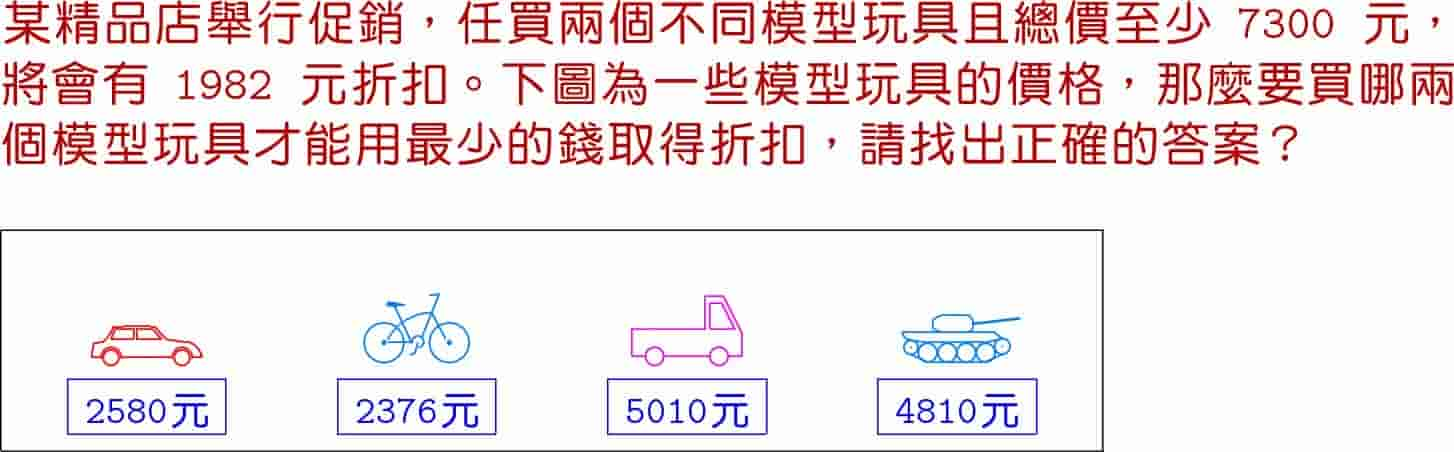 某精品店舉行促銷，任買兩個不同模型玩具且總價至少 7300 元，
將會有 1982 元折扣。下圖為一些模型玩具的價格，那麼要買哪兩
個模型玩具才能用最少的錢取得折扣，請找出正確的答案？
2580元 2376元 5010元 4810元